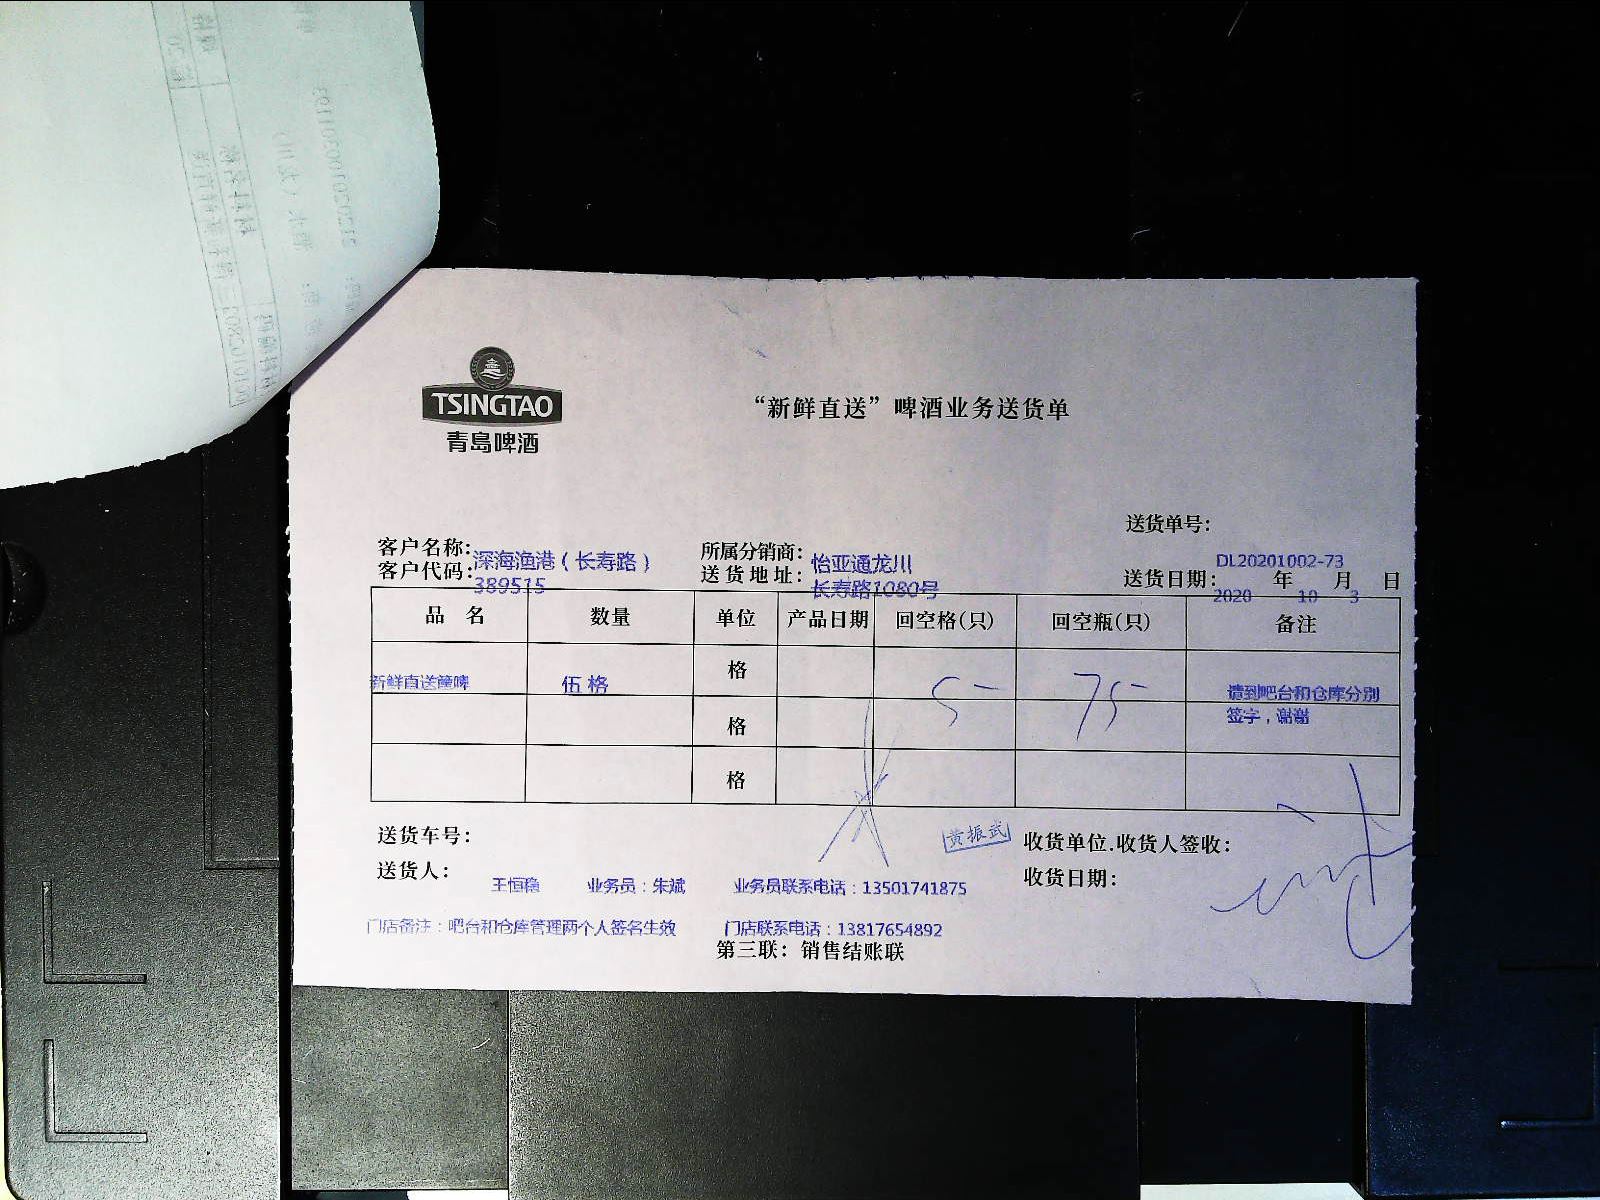 TSINGTAO
青岛啤酒
“新鲜直送”啤酒业务送货单
送货单号：
DL20201002-73
客户名称：深海渔港（长寿路） 所属分销商：怡亚通龙川
客户代码：389515 送货地址：长寿路1080号 送货日期：2020年10月3日
品名 数量 单位 产品日期 回空格(只) 回空瓶(只) 备注
新鲜直送箱啤 伍格 格 5- 75- 请到吧台和仓库分别
签字，谢谢
格
格
送货车号： 黄振武 收货单位.收货人签收：
送货人：王恒稳 业务员：朱斌 业务员联系电话：13501741875 收货日期：
门店备注：吧台和仓库管理两个人签名生效 门店联系电话：13817654892
第三联：销售结账联